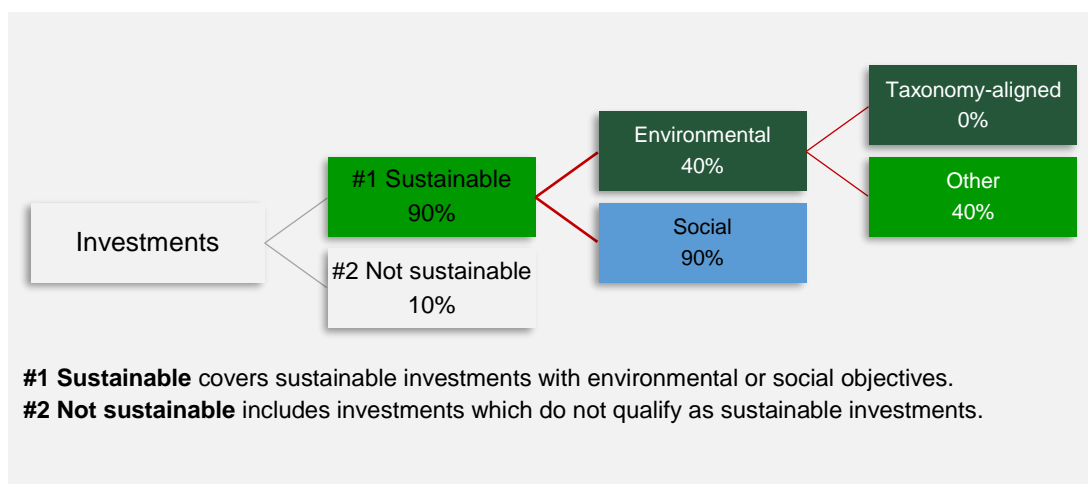 Investments
#1 Sustainable
90%
#2 Not sustainable
10%
Environmental
40%
Social
90%
Taxonomy-aligned
0%
Other
40%
#1 Sustainable covers sustainable investments with environmental or social objectives.
#2 Not sustainable includes investments which do not qualify as sustainable investments.